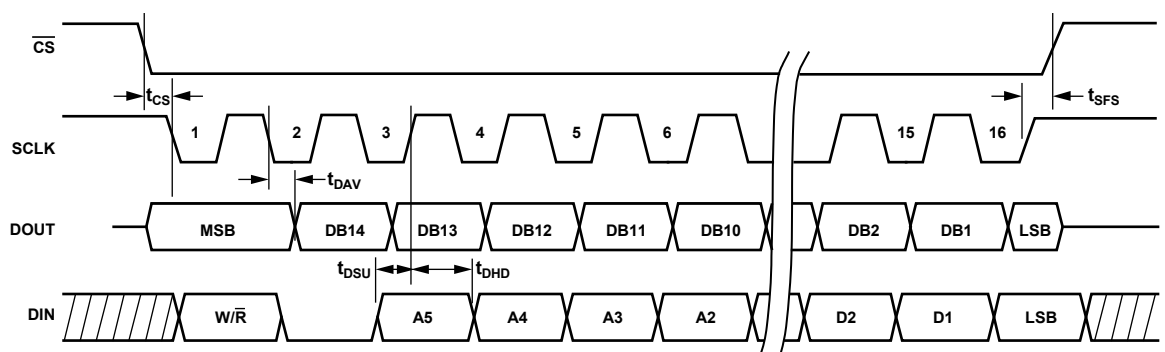 CS
tCS
tSFS
SCLK
1 2 3 4 5 6 15 16
tDAV
DOUT
MSB DB14 DB13 DB12 DB11 DB10 DB2 DB1 LSB
tDSU tDHD
DIN
W/R A5 A4 A3 A2 D2 D1 LSB